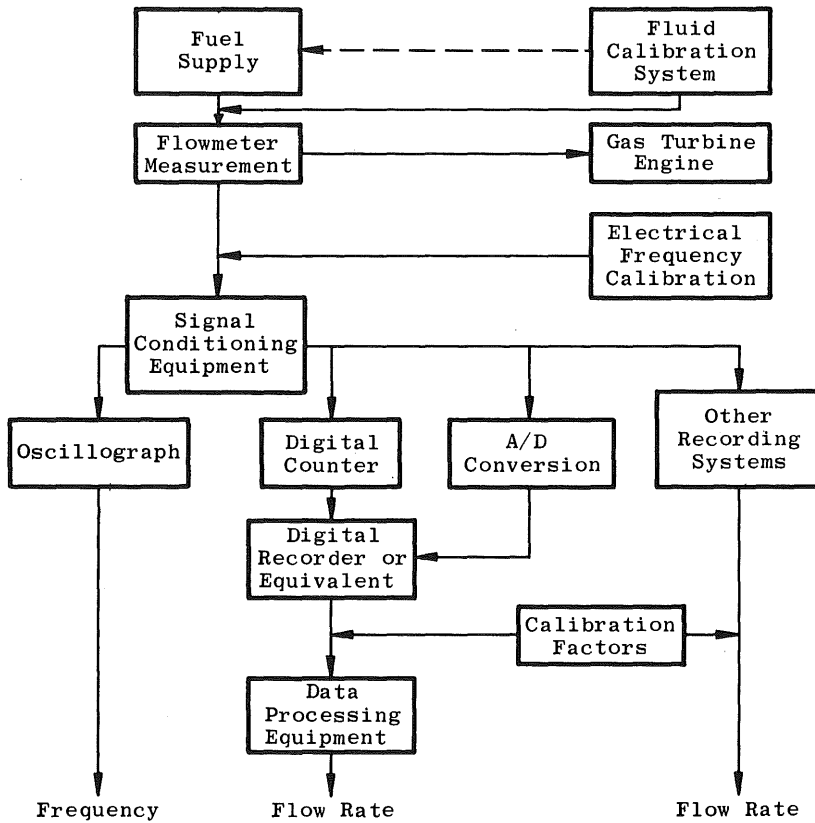 Fuel
Supply
Fluid
Calibration
System
Flowmeter
Measurement
Gas Turbine
Engine
Electrical
Frequency
Calibration
Signal
Conditioning
Equipment
Oscillograph
Digital
Counter
A/D
Conversion
Other
Recording
Systems
Digital
Recorder or
Equivalent
Calibration
Factors
Data
Processing
Equipment
Frequency
Flow Rate
Flow Rate